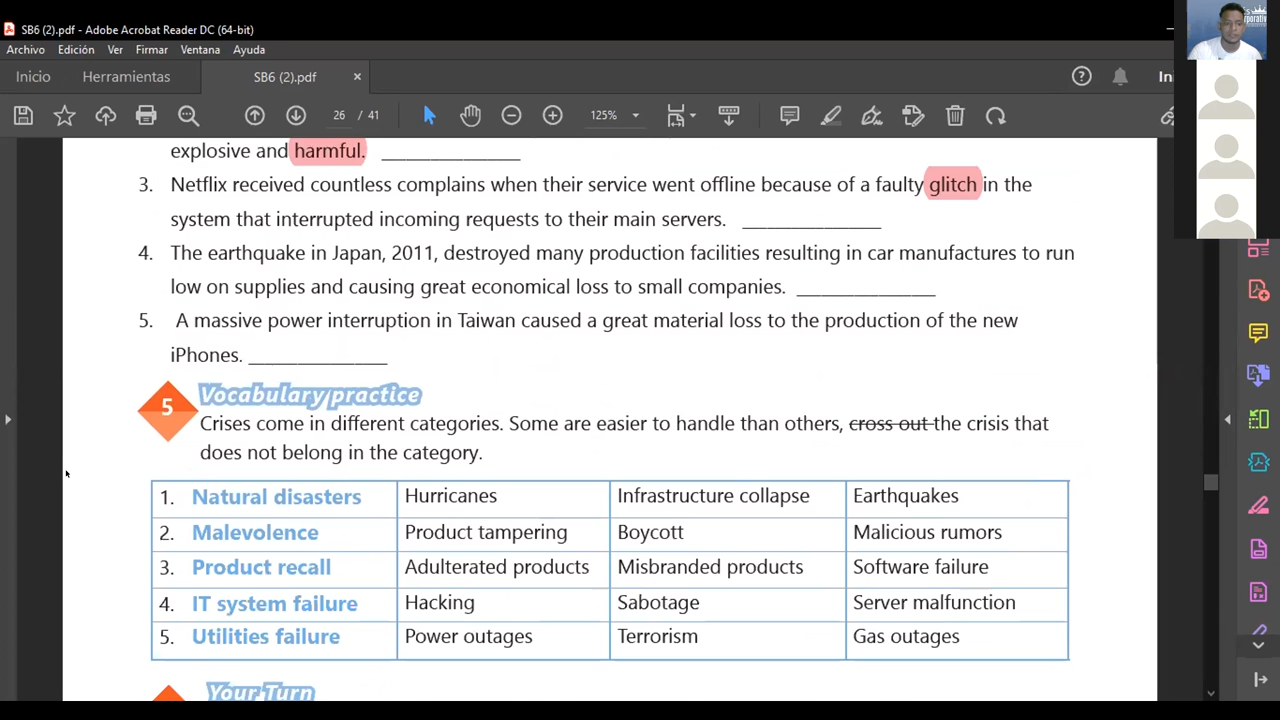 SB6 (2).pdf - Adobe Acrobat Reader DC (64-bit)
Archivo Edición Ver Firmar Ventana Ayuda
Inicio Herramientas SB6 (2).pdf ×
26 / 41 125%
explosive and harmful. ______________
3. Netflix received countless complains when their service went offline because of a faulty glitch in the
system that interrupted incoming requests to their main servers. ______________
4. The earthquake in Japan, 2011, destroyed many production facilities resulting in car manufactures to run
low on supplies and causing great economical loss to small companies. ______________
5. A massive power interruption in Taiwan caused a great material loss to the production of the new
iPhones. ______________
5 Vocabulary practice
Crises come in different categories. Some are easier to handle than others, cross out the crisis that
does not belong in the category.
1. Natural disasters Hurricanes Infrastructure collapse Earthquakes
2. Malevolence Product tampering Boycott Malicious rumors
3. Product recall Adulterated products Misbranded products Software failure
4. IT system failure Hacking Sabotage Server malfunction
5. Utilities failure Power outages Terrorism Gas outages
Your Turn